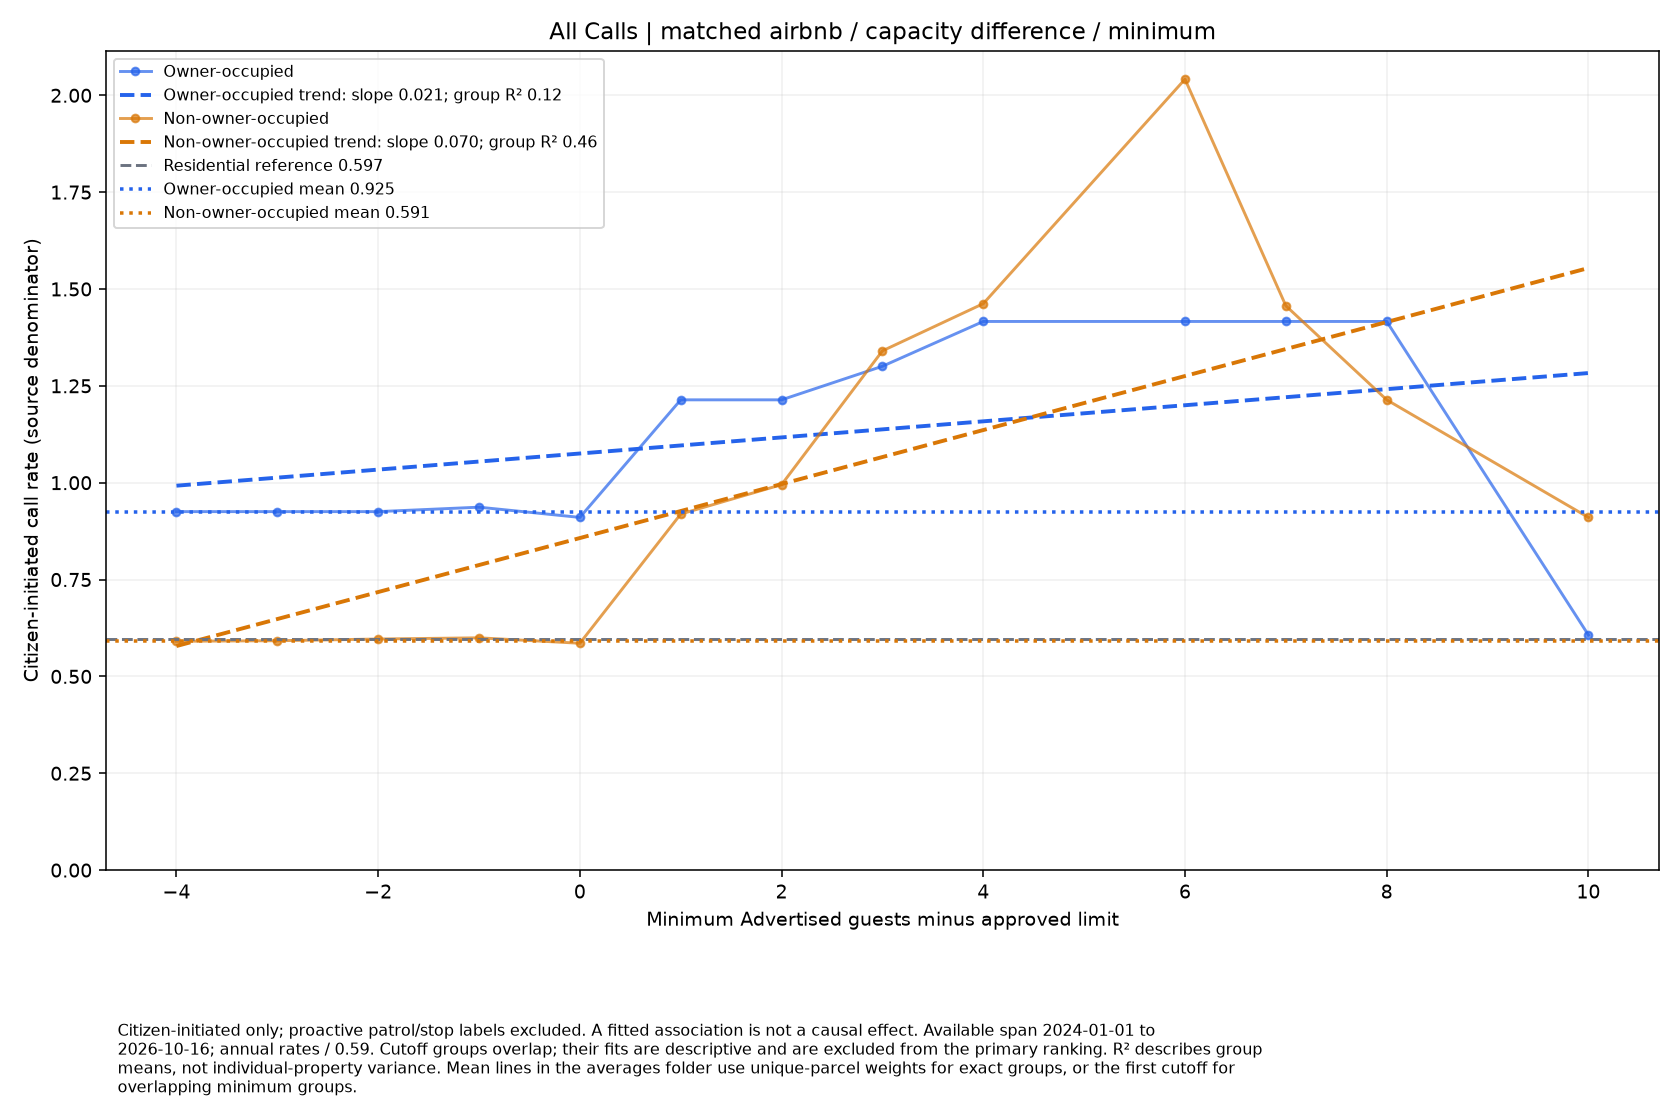 All Calls | matched airbnb / capacity difference / minimum
Owner-occupied
Owner-occupied trend: slope 0.021; group R² 0.12
Non-owner-occupied
Non-owner-occupied trend: slope 0.070; group R² 0.46
Residential reference 0.597
Owner-occupied mean 0.925
Non-owner-occupied mean 0.591
Citizen-initiated call rate (source denominator)
2.00
1.75
1.50
1.25
1.00
0.75
0.50
0.25
0.00
−4 −2 0 2 4 6 8 10
Minimum Advertised guests minus approved limit
Citizen-initiated only; proactive patrol/stop labels excluded. A fitted association is not a causal effect. Available span 2024-01-01 to
2026-10-16; annual rates / 0.59. Cutoff groups overlap; their fits are descriptive and are excluded from the primary ranking. R² describes group
means, not individual-property variance. Mean lines in the averages folder use unique-parcel weights for exact groups, or the first cutoff for
overlapping minimum groups.